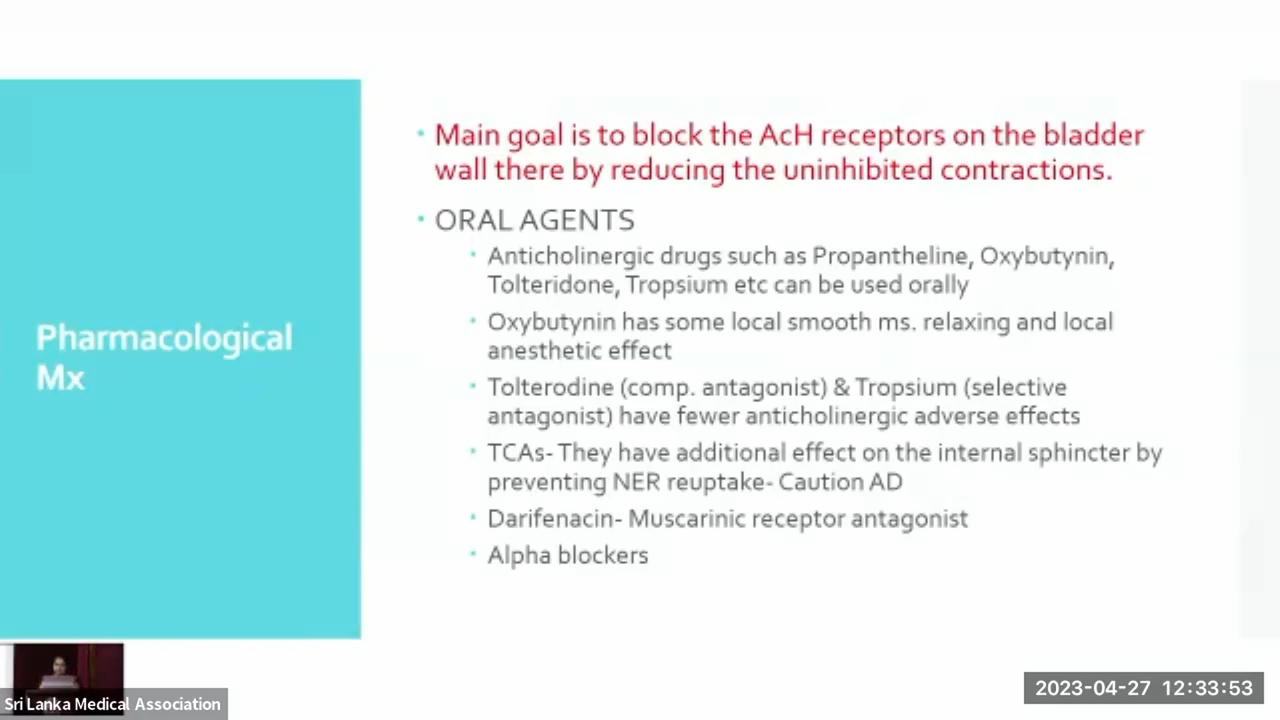 Main goal is to block the AcH receptors on the bladder
wall there by reducing the uninhibited contractions.
ORAL AGENTS
Anticholinergic drugs such as Propantheline, Oxybutynin,
Tolteridone, Tropsium etc can be used orally
Oxybutynin has some local smooth ms. relaxing and local
anesthetic effect
Tolterodine (comp. antagonist) & Tropsium (selective
antagonist) have fewer anticholinergic adverse effects
TCAs- They have additional effect on the internal sphincter by
preventing NER reuptake- Caution AD
Darifenacin- Muscarinic receptor antagonist
Alpha blockers
Pharmacological
Mx
Sri Lanka Medical Association
2023-04-27 12:33:53